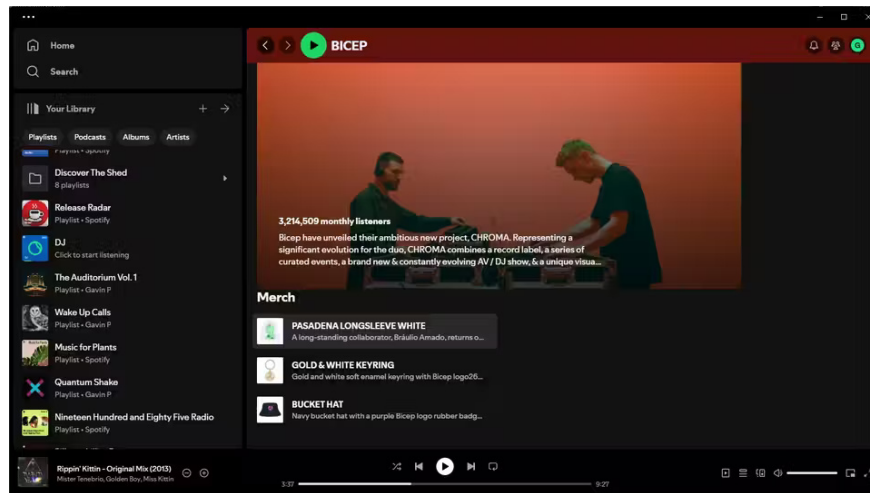 Home
Search
Your Library
Playlists
Podcasts
Albums
Artists
Playlist • Spotify
Discover The Shed
8 playlists
Release Radar
Playlist • Spotify
DJ
Click to start listening
The Auditorium Vol. 1
Playlist • Gavin P
Wake Up Calls
Playlist • Gavin P
Music for Plants
Playlist • Spotify
Quantum Shake
Playlist • Gavin P
Nineteen Hundred and Eighty Five Radio
Playlist • Spotify
BICEP
G
3,214,509 monthly listeners
Bicep have unveiled their ambitious new project, CHROMA. Representing a
significant evolution for the duo, CHROMA combines a record label, a series of
curated events, a brand new & constantly evolving AV / DJ show, & a unique visua...
Merch
PASADENA LONGSLEEVE WHITE
A long-standing collaborator, Bráulio Amado, returns o...
GOLD & WHITE KEYRING
Gold and white soft enamel keyring with Bicep logo26...
BUCKET HAT
Navy bucket hat with a purple Bicep logo rubber badg...
Rippin' Kittin - Original Mix (2013)
Mister Tenebrio, Golden Boy, Miss Kittin
3:37
9:27